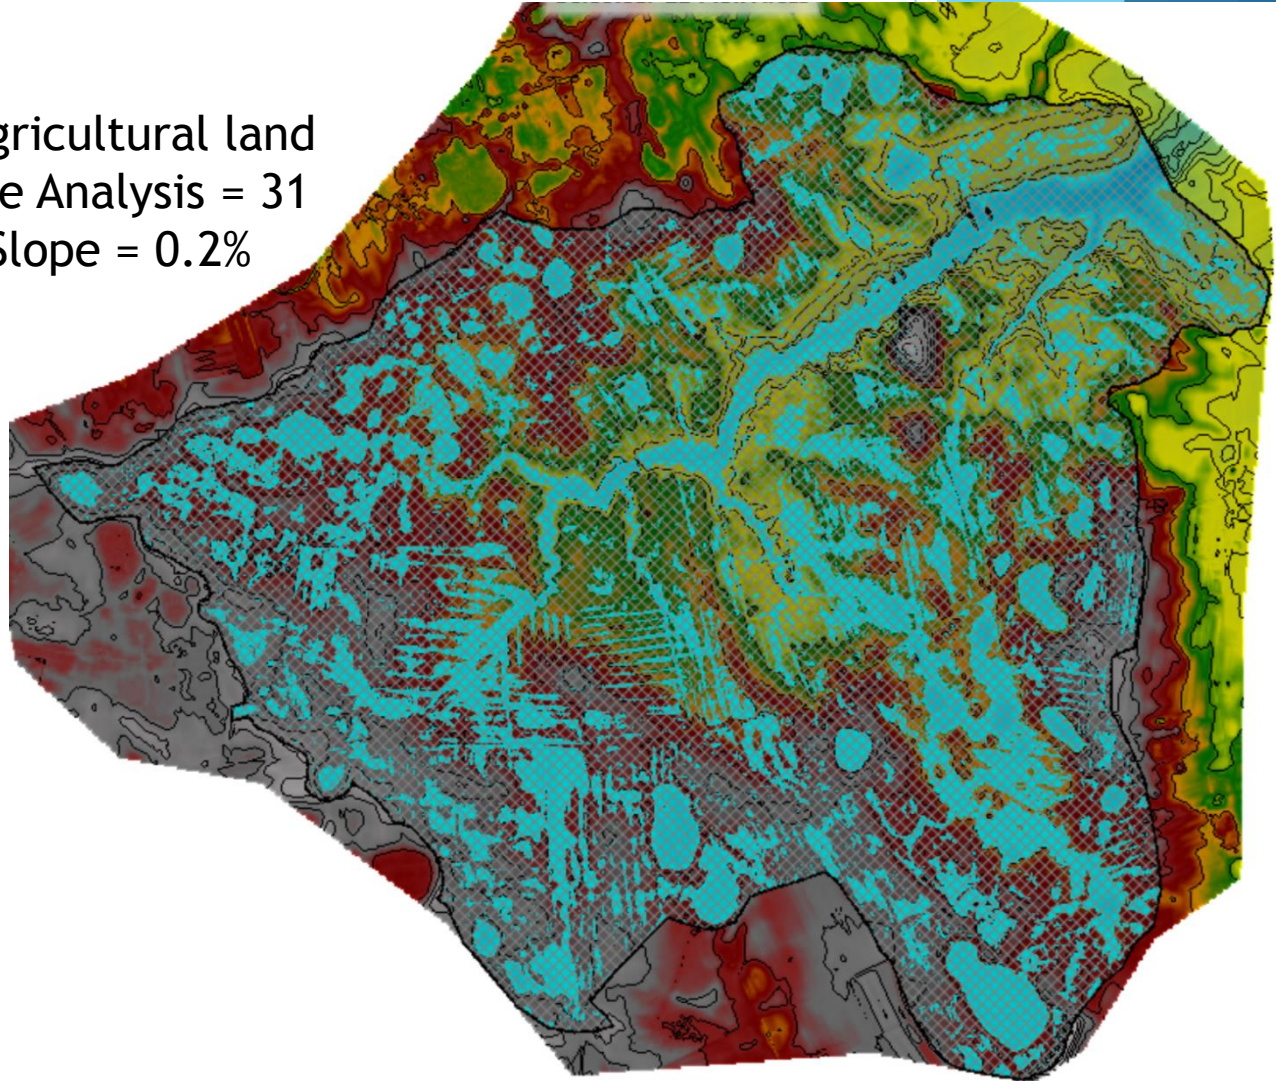 gricultural land
e Analysis = 31
Slope = 0.2%